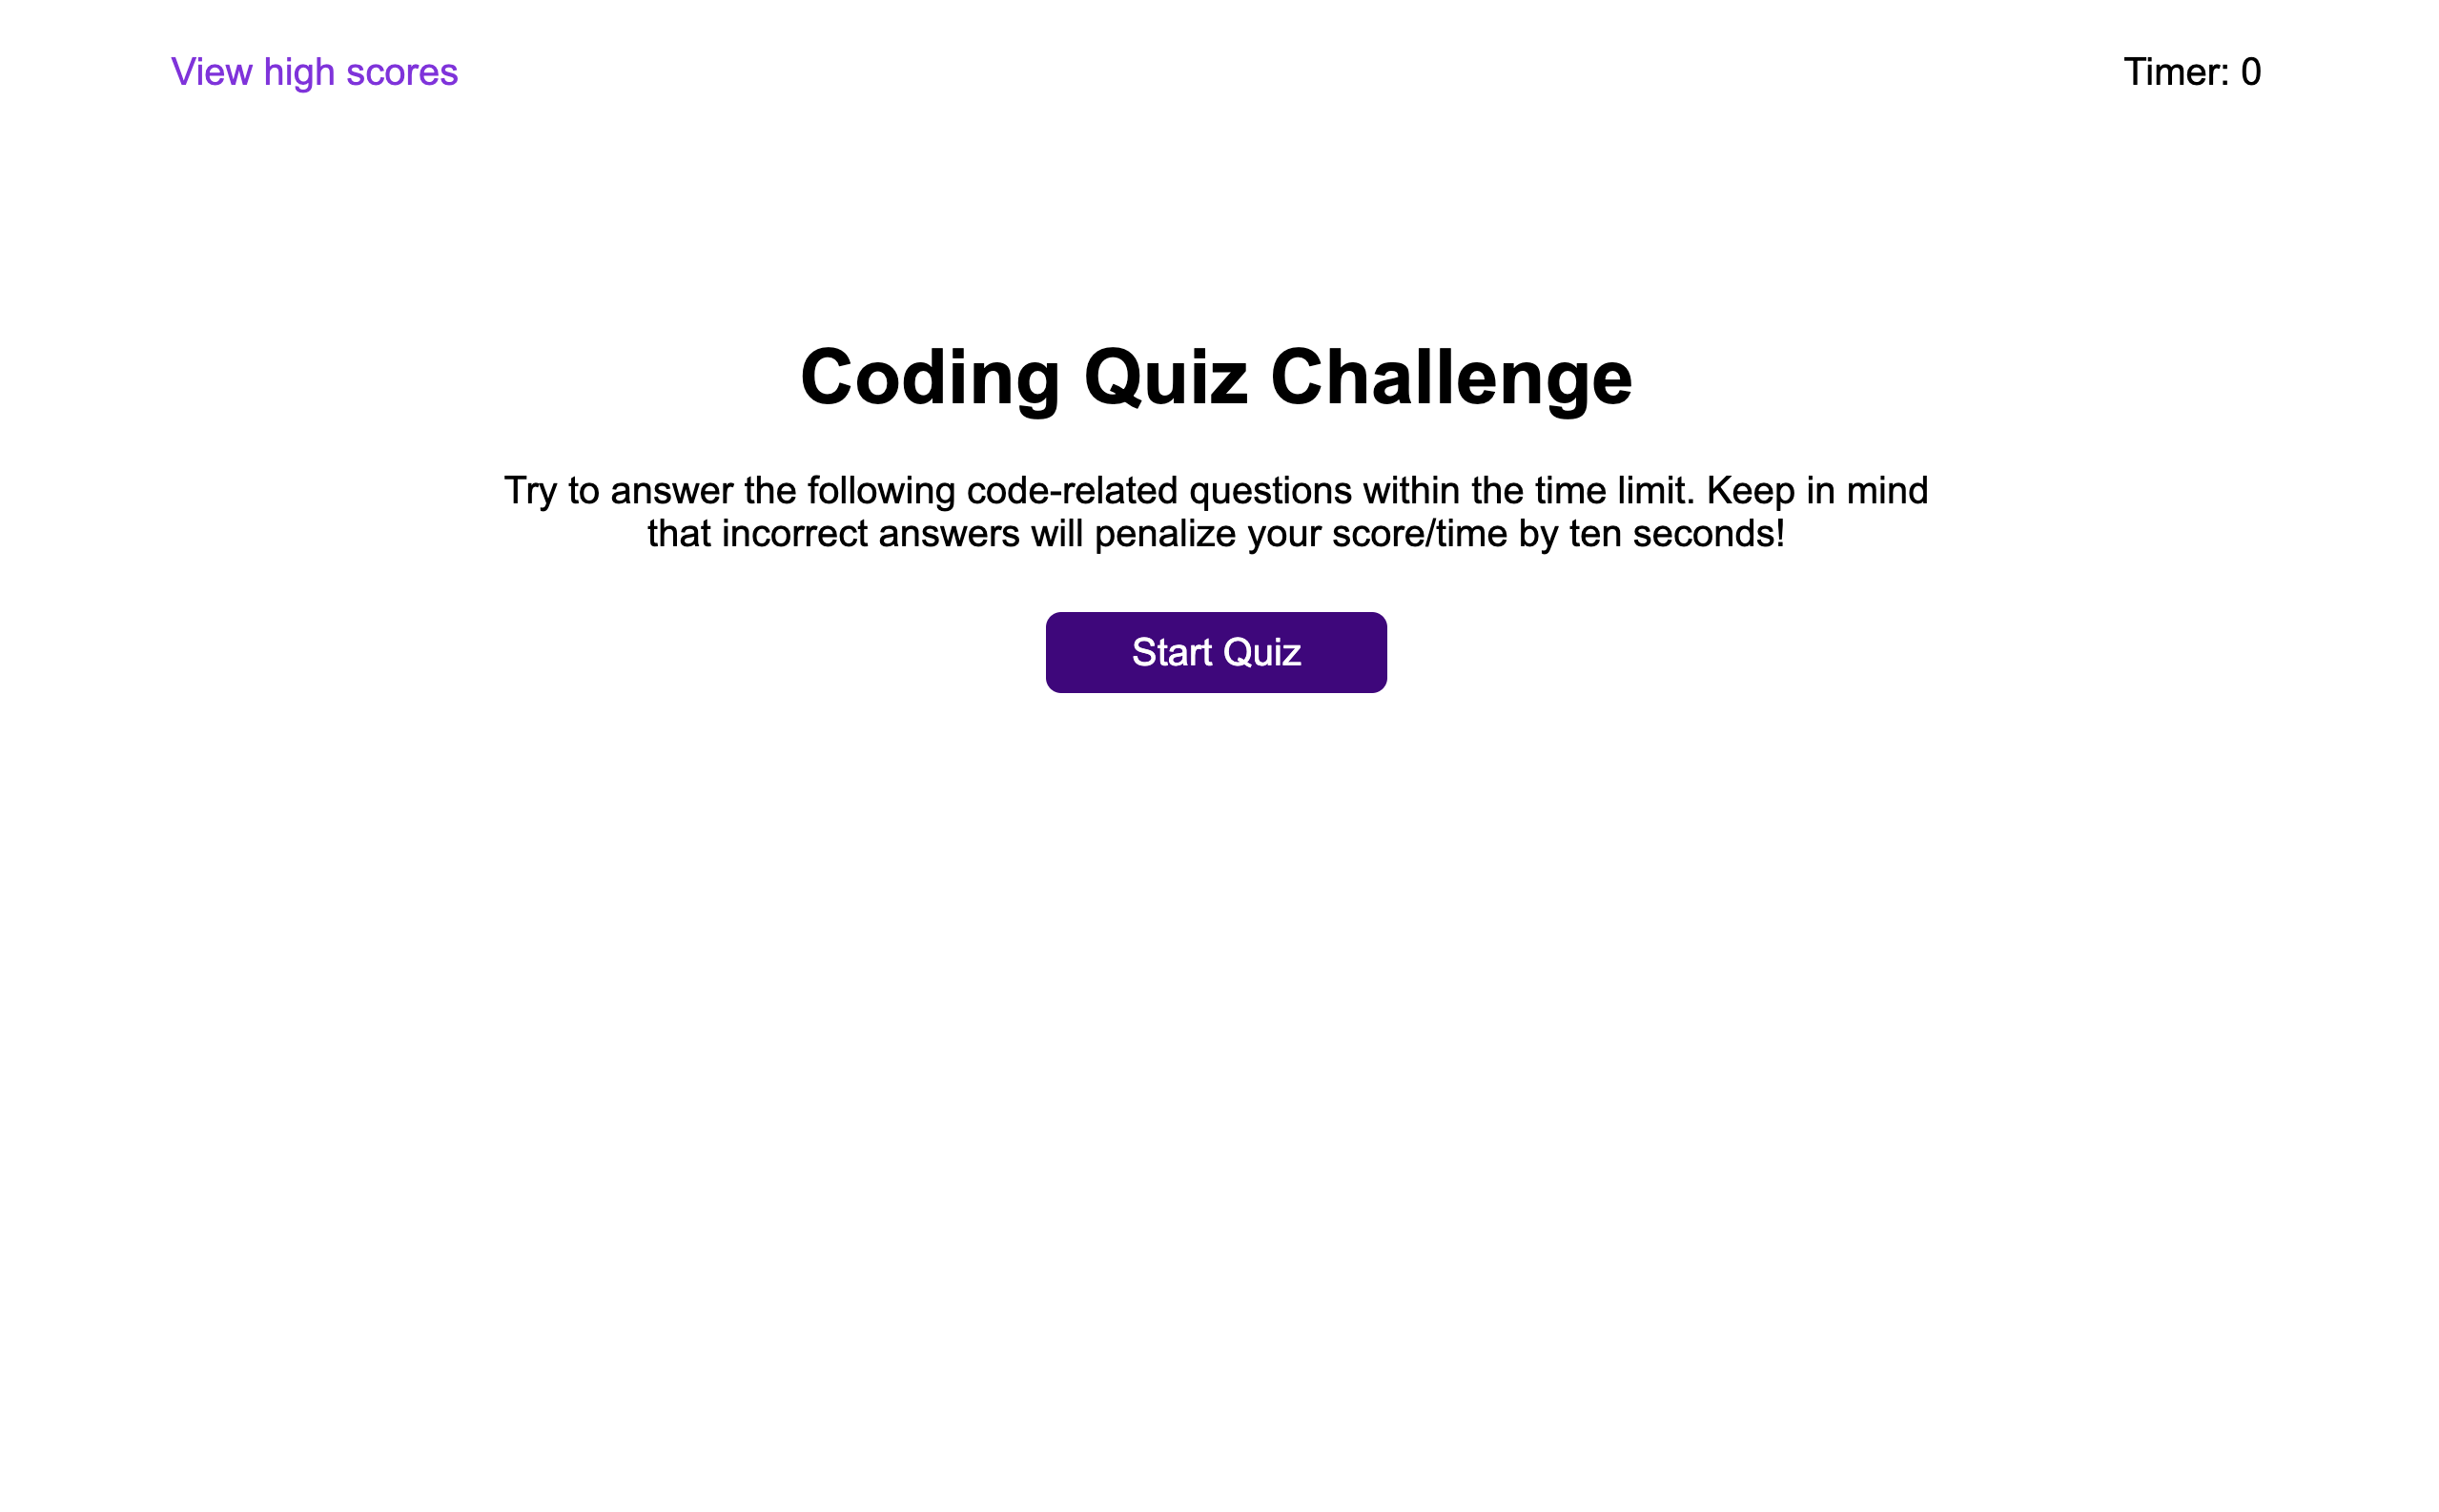 View high scores
Timer: 0
Coding Quiz Challenge
Try to answer the following code-related questions within the time limit. Keep in mind
that incorrect answers will penalize your score/time by ten seconds!
Start Quiz